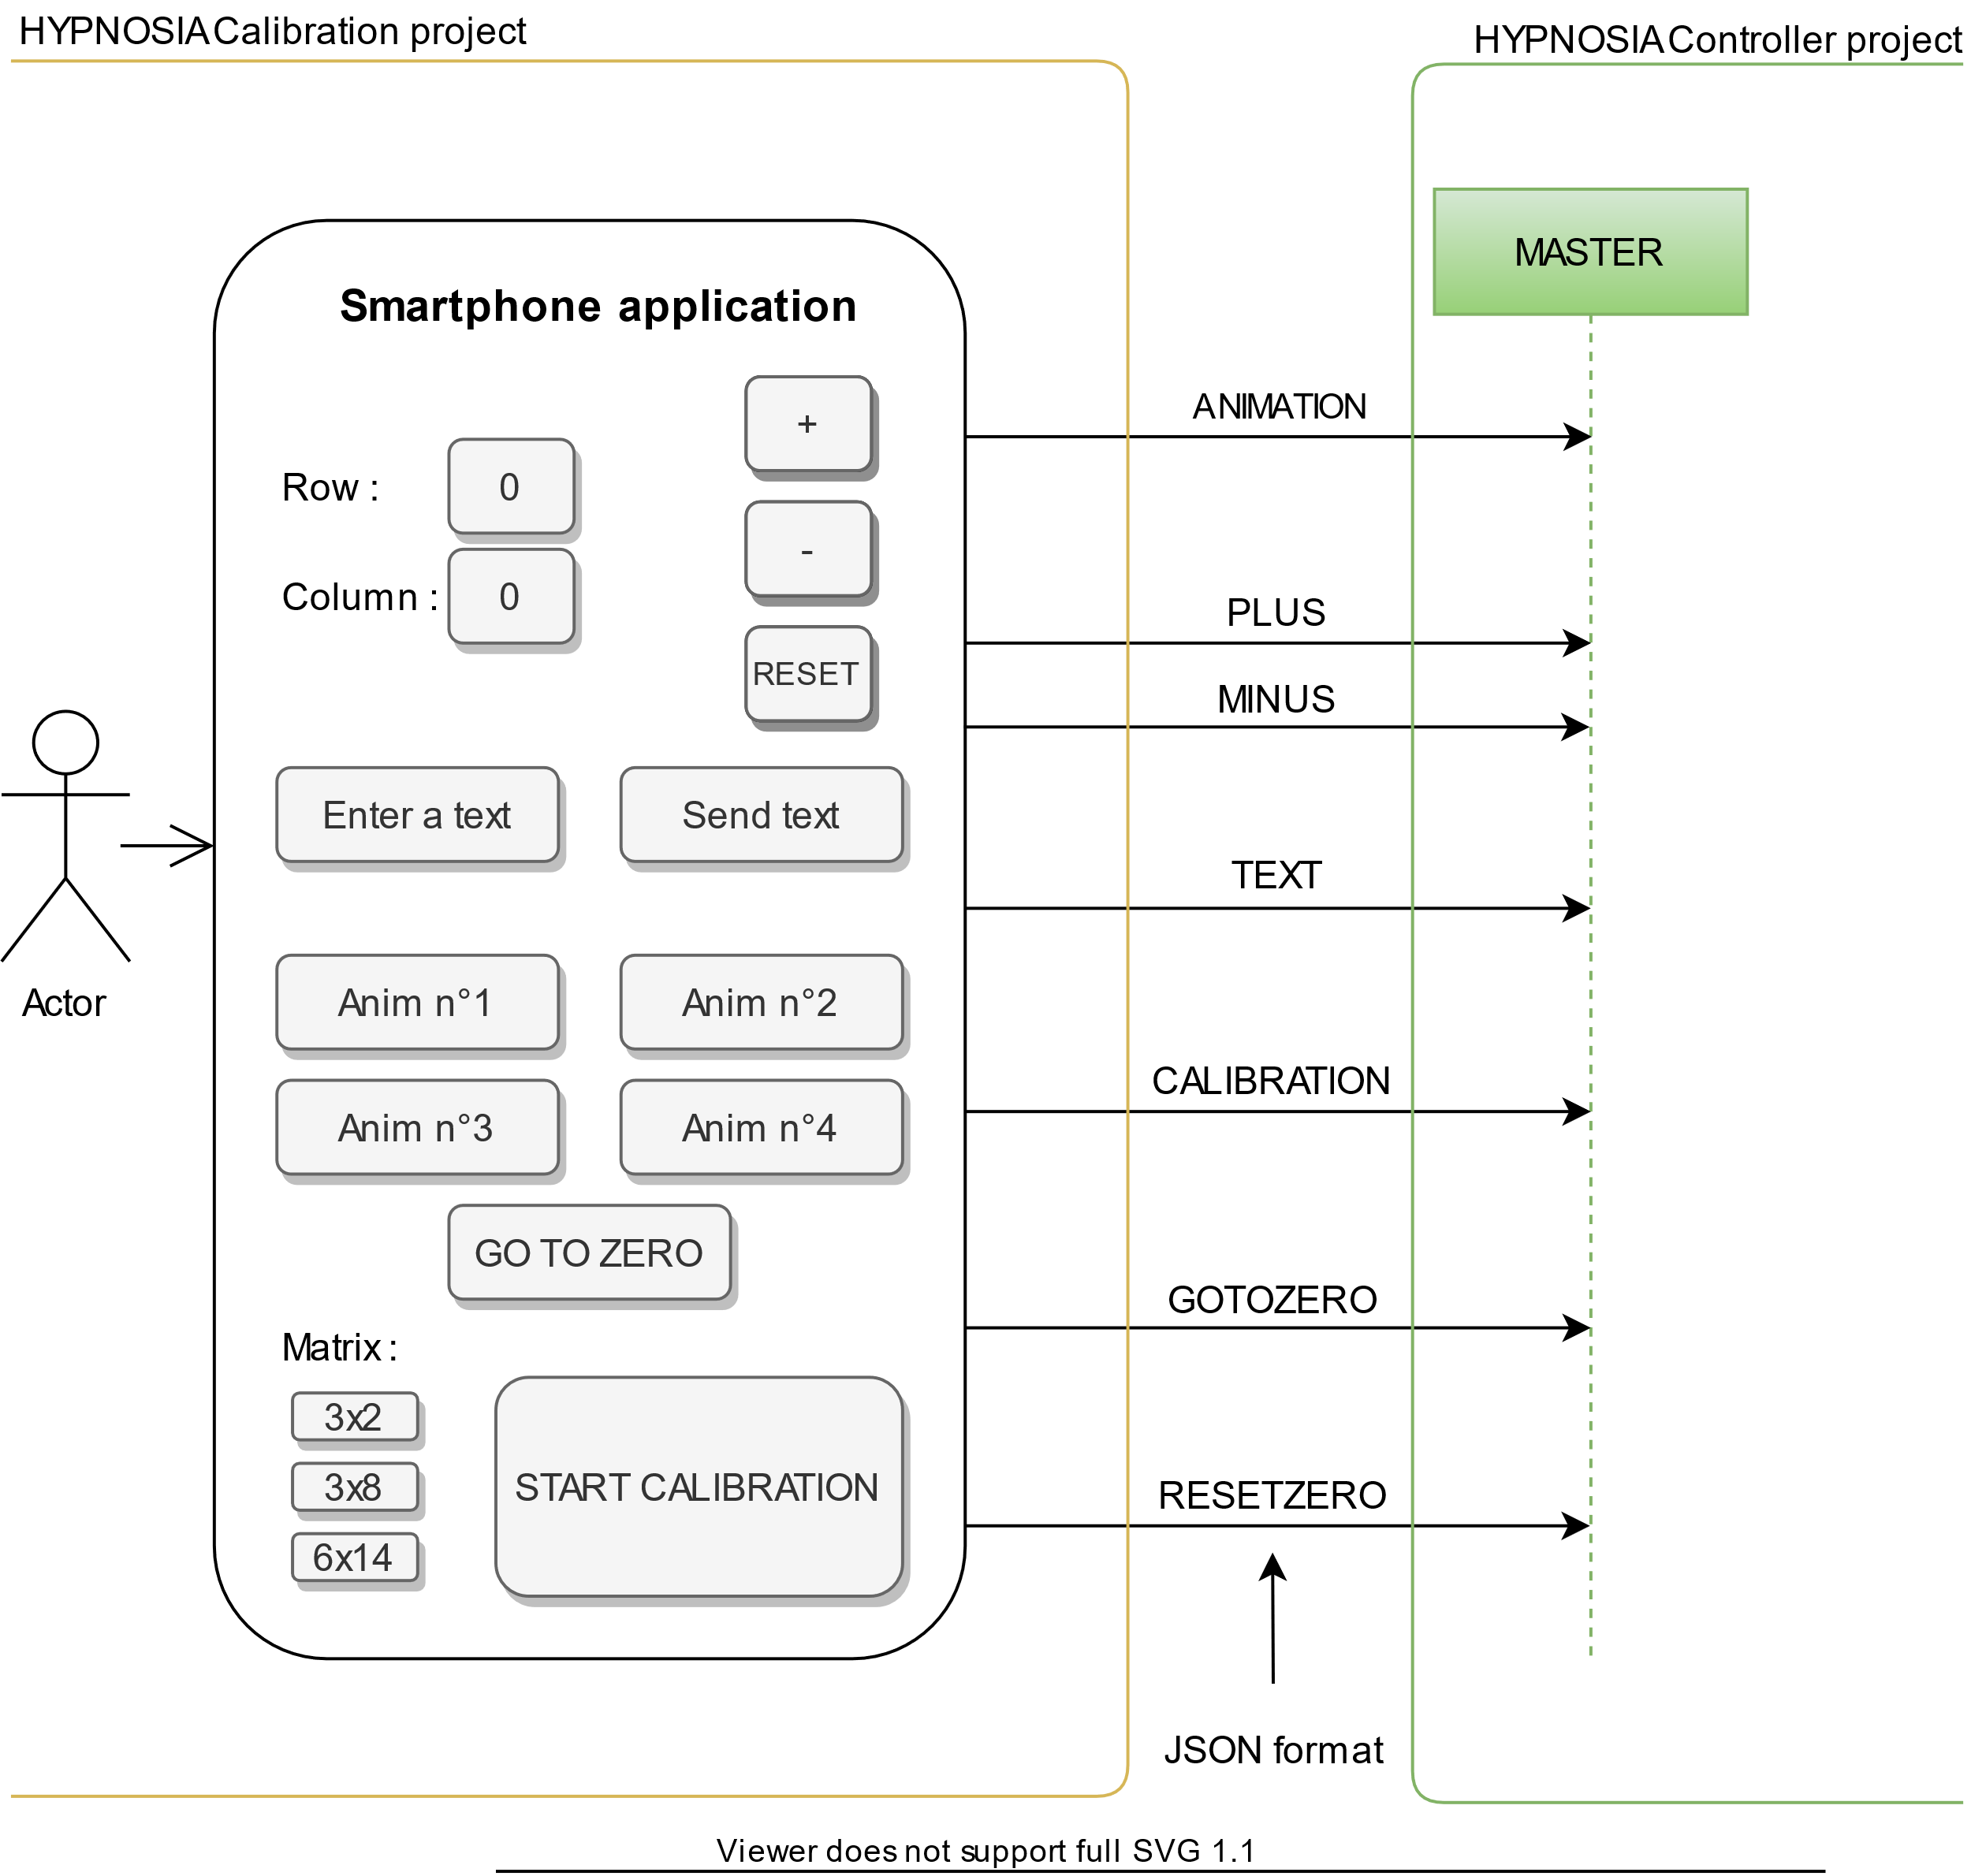 HYPNOSIA Calibration project
HYPNOSIA Controller project
MASTER
Smartphone application
+
ANIMATION
Row :
0
-
Column :
0
PLUS
RESET
MINUS
Enter a text
Send text
TEXT
Actor
Anim n°1
Anim n°2
CALIBRATION
Anim n°3
Anim n°4
GO TO ZERO
GOTOZERO
Matrix :
3x2
3x8
6x14
START CALIBRATION
RESETZERO
JSON format
Viewer does not support full SVG 1.1